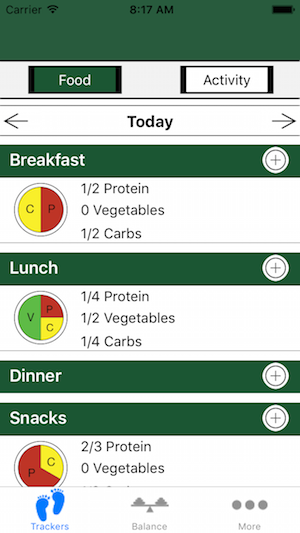 Carrier 8:17 AM
Food Activity
Today
Breakfast
C P
1/2 Protein
0 Vegetables
1/2 Carbs
Lunch
V P C
1/4 Protein
1/2 Vegetables
1/4 Carbs
Dinner
Snacks
P C
2/3 Protein
0 Vegetables
Trackers Balance More